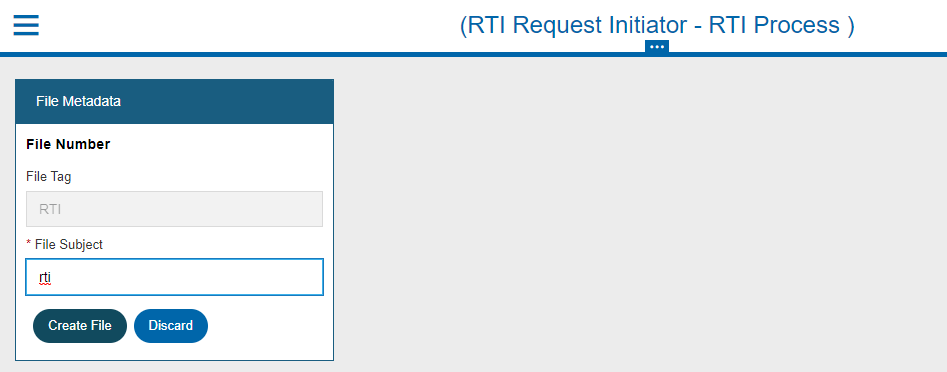 (RTI Request Initiator - RTI Process )
File Metadata
File Number
File Tag
RTI
* File Subject
rti
Create File Discard